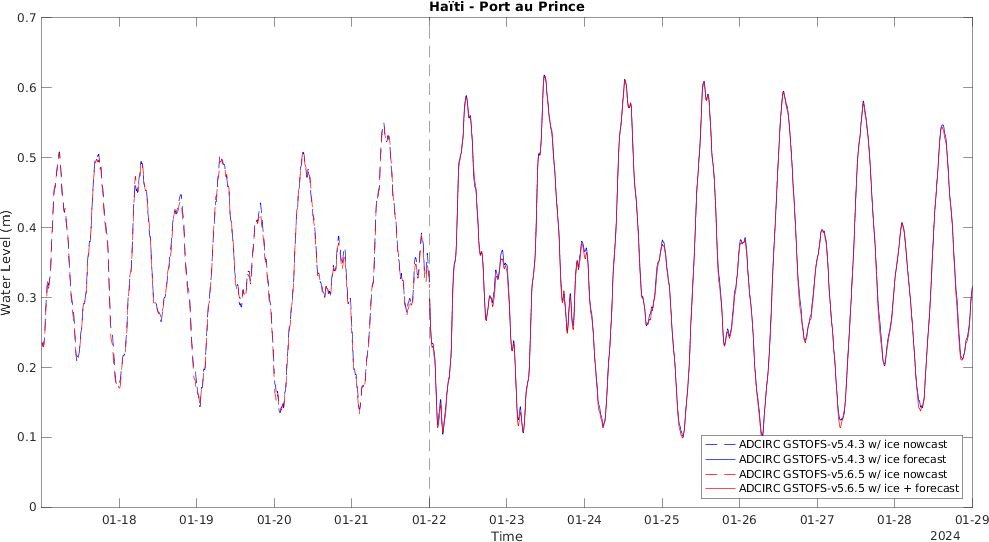 Haïti - Port au Prince
0.7
0.6
0.5
0.4
0.3
0.2
0.1
0
Water Level (m)
ADCIRC GSTOFS-v5.4.3 w/ ice nowcast
ADCIRC GSTOFS-v5.4.3 w/ ice forecast
ADCIRC GSTOFS-v5.6.5 w/ ice nowcast
ADCIRC GSTOFS-v5.6.5 w/ ice + forecast
01-18 01-19 01-20 01-21 01-22 01-23 01-24 01-25 01-26 01-27 01-28 01-29
Time
2024